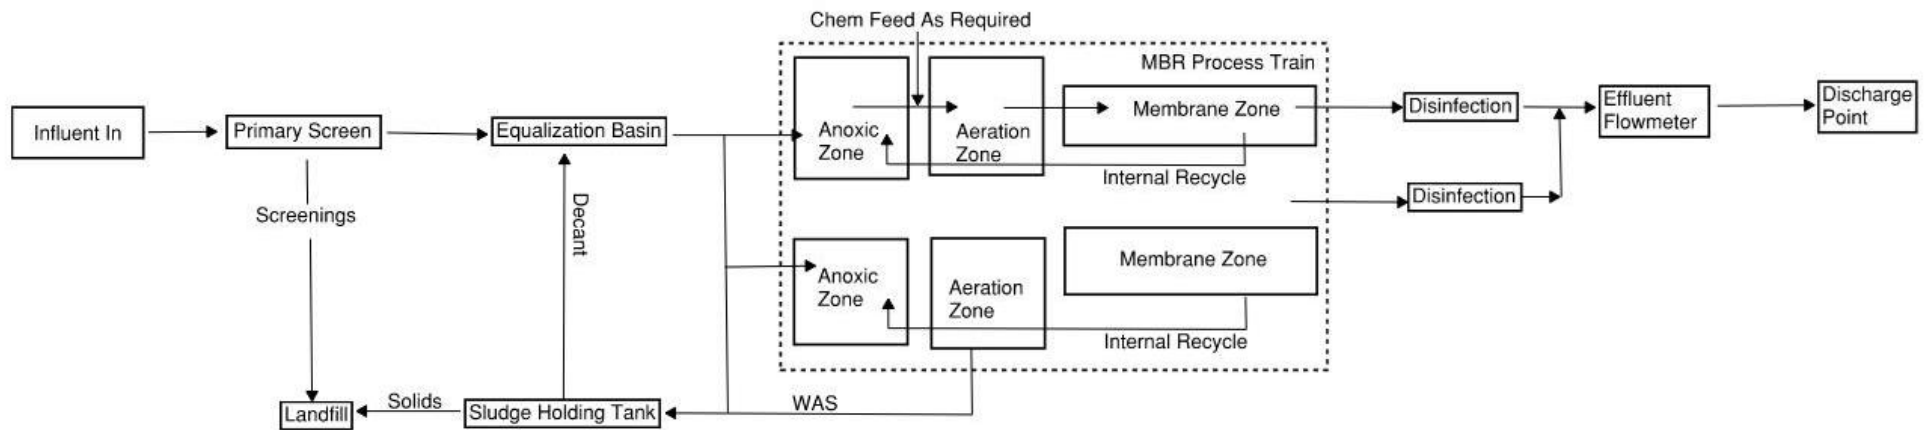 Chem Feed As Required
MBR Process Train
Influent In
Primary Screen
Equalization Basin
Anoxic
Zone
Aeration
Zone
Membrane Zone
Internal Recycle
Disinfection
Effluent
Flowmeter
Discharge
Point
Screenings
Decant
Disinfection
Anoxic
Zone
Aeration
Zone
Membrane Zone
Internal Recycle
Landfill
Solids
Sludge Holding Tank
WAS